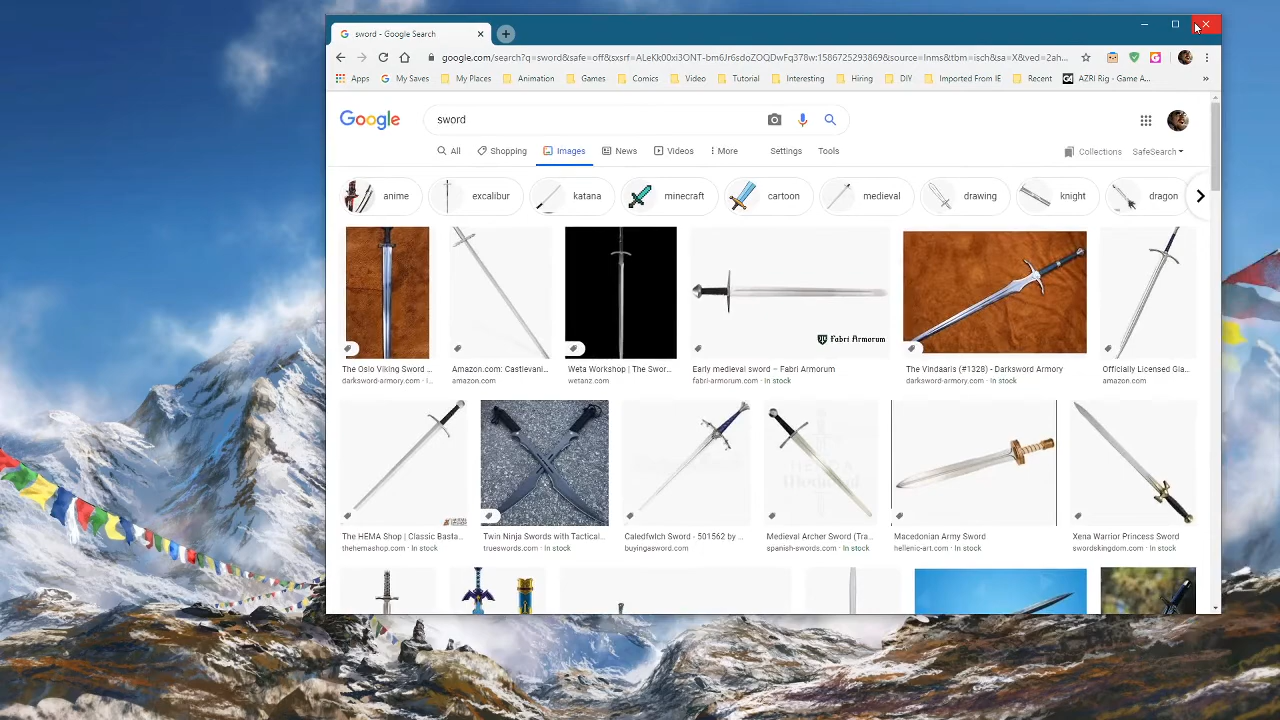 sword - Google Search
google.com/search?q=sword&safe=off&sxsrf=ALeKk00xi3ONT-bm6Jr6sdoZOQDwFq378w:1586725293869&source=lnms&tbm=isch&sa=X&ved=2ah...
Apps My Saves My Places Animation Games Comics Video Tutorial Interesting Hiring DIY Imported From IE Recent AZRI Rig - Game A...
Google sword
All Shopping Images News Videos More Settings Tools Collections SafeSearch
anime excalibur katana minecraft cartoon medieval drawing knight dragon
Fabri Armorum
The Oslo Viking Sword ... Amazon.com: Castlevani... Weta Workshop | The Swor... Early medieval sword – Fabri Armorum The Vindaaris (#1328) - Darksword Armory Officially Licensed Gla...
darksword-armory.com · I... amazon.com wetanz.com fabri-armorum.com · In stock darksword-armory.com · In stock amazon.com
The HEMA Shop | Classic Basta... Twin Ninja Swords with Tactical... Caledfwlch Sword - 501562 by ... Medieval Archer Sword (Tra... Macedonian Army Sword Xena Warrior Princess Sword
thehemashop.com · In stock trueswords.com · In stock buyingasword.com spanish-swords.com · In stock hellenic-art.com · In stock swordskingdom.com · In stock